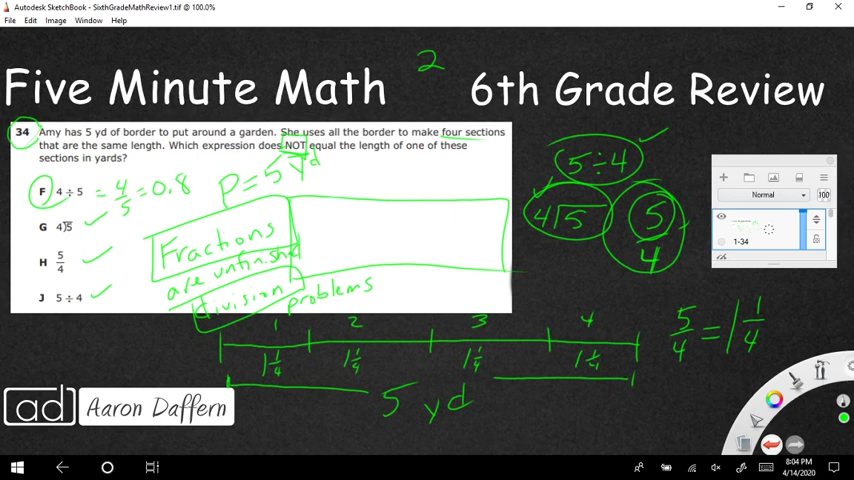 Autodesk SketchBook - SixthGradeMathReview1.tif @ 100.0%
File Edit Image Window Help
Five Minute Math
2
6th Grade Review
34 Amy has 5 yd of border to put around a garden. She uses all the border to make four sections
that are the same length. Which expression does NOT equal the length of one of these
sections in yards?
F 4 ÷ 5 = 4/5 = 0.8
P = 5 yd
G 4⟌5
H 5/4
J 5 ÷ 4
Fractions
are unfinished
division problems
5 ÷ 4
4⟌5
5/4
Normal
100
1-34
1 2 3 4
1 1/4 1 1/4 1 1/4 1 1/4
5 yd
5/4 = 1 1/4
ad Aaron Daffern
8:04 PM
4/14/2020